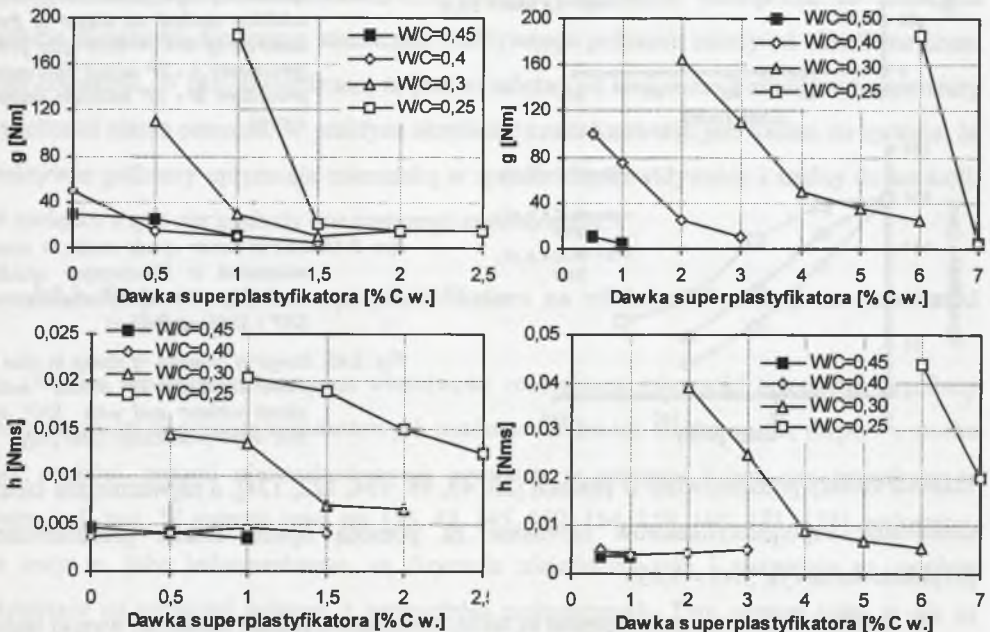 200
160
120
80
40
0
g [Nm]
0
0,5
1
1,5
2
2,5
Dawka superplastyfikatora [% C w.]
W/C=0,45
W/C=0,4
W/C=0,3
W/C=0,25
200
160
120
80
40
0
g [Nm]
0
1
2
3
4
5
6
7
Dawka superplastyfikatora [% C w.]
W/C=0,50
W/C=0,40
W/C=0,30
W/C=0,25
0,025
0,02
0,015
0,01
0,005
0
h [Nms]
0
0,5
1
1,5
2
2,5
Dawka superplastyfikatora [% C w.]
W/C=0,45
W/C=0,40
W/C=0,30
W/C=0,25
0,05
0,04
0,03
0,02
0,01
0
h [Nms]
0
1
2
3
4
5
6
7
Dawka superplastyfikatora [% C w.]
W/C=0,45
W/C=0,40
W/C=0,30
W/C=0,25